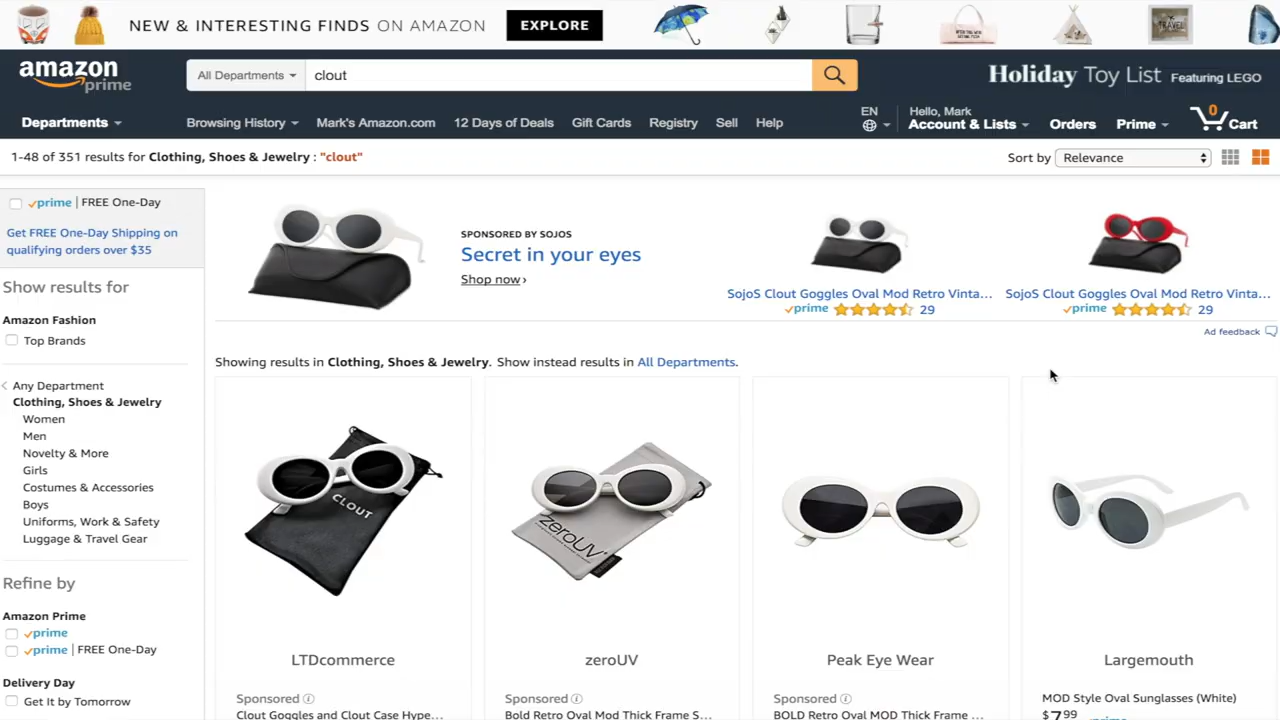 NEW & INTERESTING FINDS ON AMAZON EXPLORE
TRAVEL
amazon prime
All Departments
clout
Holiday Toy List Featuring LEGO
Departments
Browsing History
Mark's Amazon.com
12 Days of Deals
Gift Cards
Registry
Sell
Help
EN
Hello, Mark
Account & Lists
Orders
Prime
0
Cart
1-48 of 351 results for Clothing, Shoes & Jewelry : "clout"
Sort by Relevance
prime | FREE One-Day
Get FREE One-Day Shipping on
qualifying orders over $35
Show results for
Amazon Fashion
Top Brands
Any Department
Clothing, Shoes & Jewelry
Women
Men
Novelty & More
Girls
Costumes & Accessories
Boys
Uniforms, Work & Safety
Luggage & Travel Gear
Refine by
Amazon Prime
prime
prime | FREE One-Day
Delivery Day
Get It by Tomorrow
SPONSORED BY SOJOS
Secret in your eyes
Shop now ›
SojoS Clout Goggles Oval Mod Retro Vinta...
prime 29
SojoS Clout Goggles Oval Mod Retro Vinta...
prime 29
Ad feedback
Showing results in Clothing, Shoes & Jewelry. Show instead results in All Departments.
CLOUT
LTDcommerce
Sponsored
Clout Goggles and Clout Case Hype...
zeroUV
zeroUV
Sponsored
Bold Retro Oval Mod Thick Frame S...
Peak Eye Wear
Sponsored
BOLD Retro Oval MOD Thick Frame ...
Largemouth
MOD Style Oval Sunglasses (White)
$7.99 prime